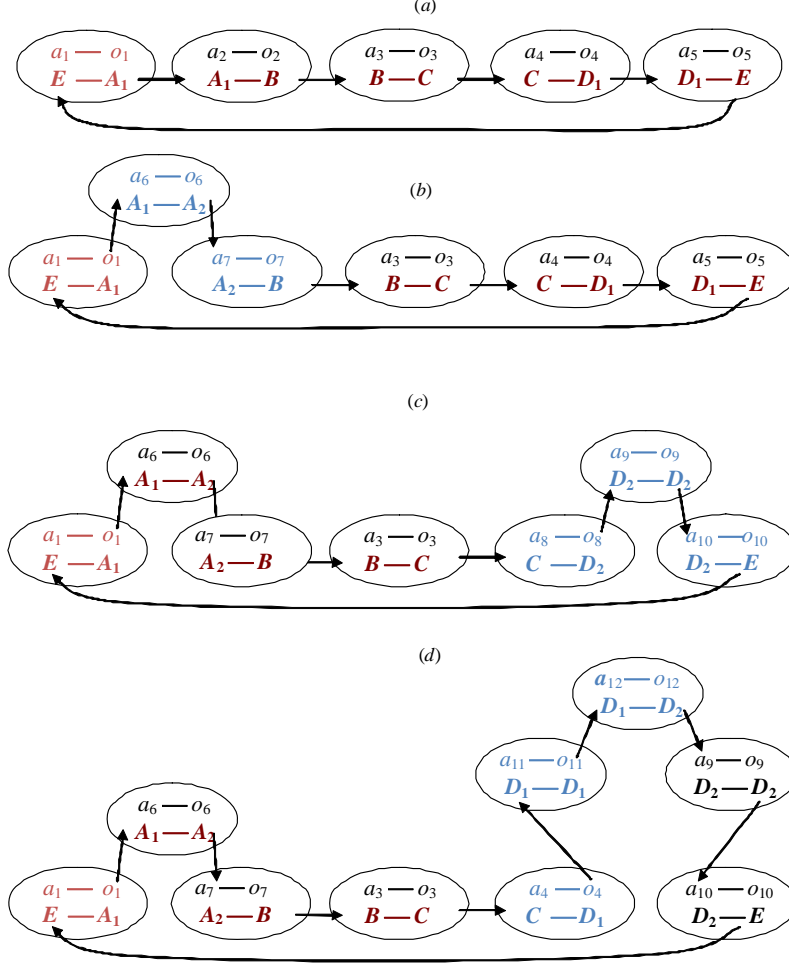 (a)
a₁ — o₁ a₂ — o₂ a₃ — o₃ a₄ — o₄ a₅ — o₅
E — A₁ A₁ — B B — C C — D₁ D₁ — E
(b)
a₆ — o₆
A₁ — A₂
a₁ — o₁ a₇ — o₇ a₃ — o₃ a₄ — o₄ a₅ — o₅
E — A₁ A₂ — B B — C C — D₁ D₁ — E
(c)
a₆ — o₆ a₉ — o₉
A₁ — A₂ D₂ — D₂
a₁ — o₁ a₇ — o₇ a₃ — o₃ a₈ — o₈ a₁₀ — o₁₀
E — A₁ A₂ — B B — C C — D₂ D₂ — E
(d)
a₁₂ — o₁₂
D₁ — D₂
a₁₁ — o₁₁ a₉ — o₉
D₁ — D₁ D₂ — D₂
a₆ — o₆
A₁ — A₂
a₁ — o₁ a₇ — o₇ a₃ — o₃ a₄ — o₄ a₁₀ — o₁₀
E — A₁ A₂ — B B — C C — D₁ D₂ — E